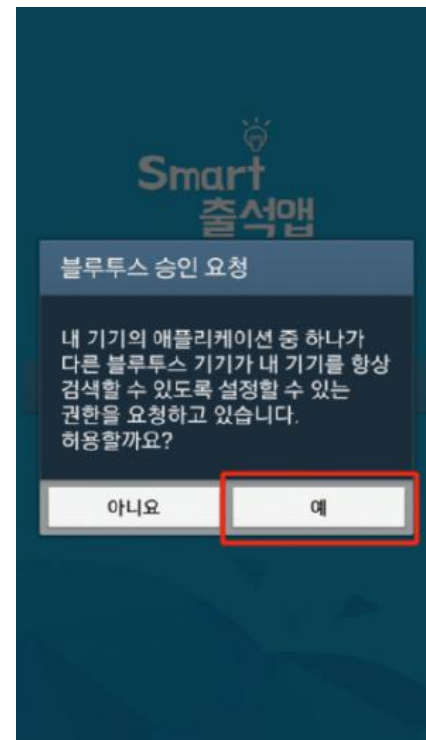 Smart
출석앱
블루투스 승인 요청
내 기기의 애플리케이션 중 하나가
다른 블루투스 기기가 내 기기를 항상
검색할 수 있도록 설정할 수 있는
권한을 요청하고 있습니다.
허용할까요?
아니요
예